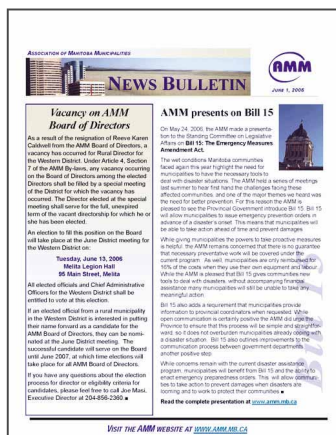 ASSOCIATION OF MANITOBA MUNICIPALITIES
AMM
NEWS BULLETIN
JUNE 1, 2006
Vacancy on AMM
Board of Directors
As a result of the resignation of Reeve Karen
Caldwell from the AMM Board of Directors, a
vacancy has occurred for Rural Director for
the Western District. Under Article 4, Section
7 of the AMM By-laws, any vacancy occurring
on the Board of Directors among the elected
Directors shall be filled by a special meeting
of the District for which the vacancy has
occurred. The Director elected at the special
meeting shall serve for the full, unexpired
term of the vacant directorship for which he or
she has been elected.
An election to fill this position on the Board
will take place at the June District meeting for
the Western District on:
Tuesday, June 13, 2006
Melita Legion Hall
95 Main Street, Melita
All elected officials and Chief Administrative
Officers for the Western District shall be
entitled to vote at this election.
If an elected official from a rural municipality
in the Western District is interested in putting
their name forward as a candidate for the
AMM Board of Directors, they can be nomi-
nated at the June District meeting. The
successful candidate will serve on the Board
until June 2007, at which time elections will
take place for all AMM Board of Directors.
If you have any questions about the election
process for director or eligibility criteria for
candidates, please feel free to call Joe Masi,
Executive Director at 204-856-2360.
AMM presents on Bill 15
On May 24, 2006, the AMM made a presenta-
tion to the Standing Committee on Legislative
Affairs on Bill 15: The Emergency Measures
Amendment Act.
The wet conditions Manitoba communities
faced again this year highlight the need for
municipalities to have the necessary tools to
deal with disaster situations. The AMM held a series of meetings
last summer to hear first hand the challenges facing these
affected communities, and one of the major themes we heard was
the need for better prevention. For this reason the AMM is
pleased to see the Provincial Government introduce Bill 15. Bill 15
will allow municipalities to issue emergency prevention orders in
advance of a disaster's onset. This means that municipalities will
be able to take action ahead of time and prevent damages.
While giving municipalities the powers to take proactive measures
is helpful, the AMM remains concerned that there is no guarantee
that necessary preventative work will be covered under the
current program. As well, municipalities are only reimbursed for
16% of the costs when they use their own equipment and labour.
While the AMM is pleased that Bill 15 gives communities new
tools to deal with disasters, without accompanying financial
assistance many municipalities will still be unable to take any
meaningful action.
Bill 15 also adds a requirement that municipalities provide
information to provincial coordinators when requested. While
open communication is certainly positive the AMM did urge the
Province to ensure that this process will be simple and straightfor-
ward, so it does not overburden municipalities already coping with
a disaster situation. Bill 15 also outlines improvements to the
communication process between government departments,
another positive step.
While concerns remain with the current disaster assistance
program, municipalities will benefit from Bill 15 and the ability to
enact emergency preparedness orders. This will allow communi-
ties to take action to prevent damages when disasters are
looming and to work to protect their communities
Read the complete presentation at www.amm.mb.ca
VISIT THE AMM WEBSITE AT WWW.AMM.MB.CA